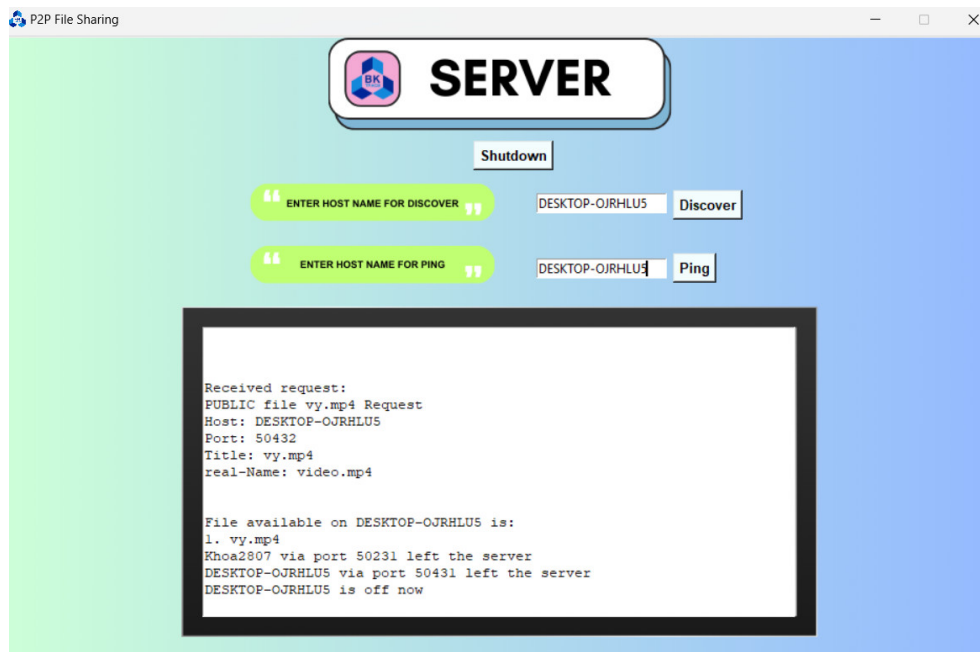 P2P File Sharing
BK
SERVER
Shutdown
ENTER HOST NAME FOR DISCOVER
DESKTOP-OJRHLU5
Discover
ENTER HOST NAME FOR PING
DESKTOP-OJRHLU5
Ping
Received request:
PUBLIC file vy.mp4 Request
Host: DESKTOP-OJRHLU5
Port: 50432
Title: vy.mp4
real-Name: video.mp4
File available on DESKTOP-OJRHLU5 is:
1. vy.mp4
Khoa2807 via port 50231 left the server
DESKTOP-OJRHLU5 via port 50431 left the server
DESKTOP-OJRHLU5 is off now